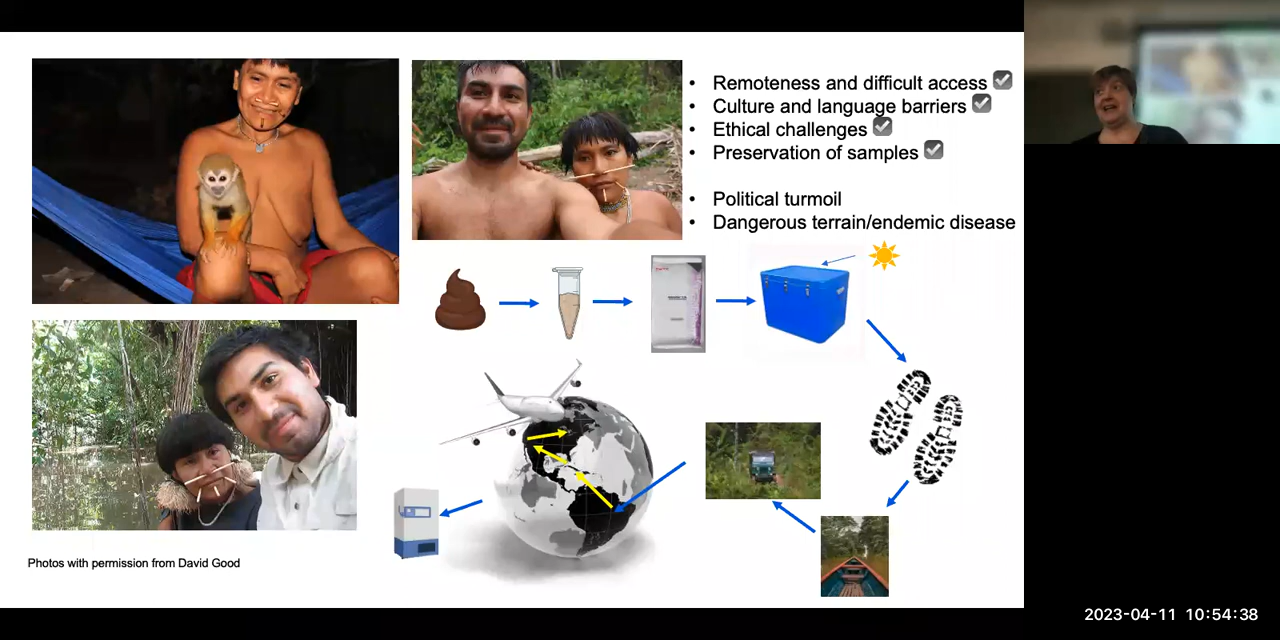 • Remoteness and difficult access ☑
• Culture and language barriers ☑
• Ethical challenges ☑
• Preservation of samples ☑
• Political turmoil
• Dangerous terrain/endemic disease
Photos with permission from David Good
2023-04-11 10:54:38